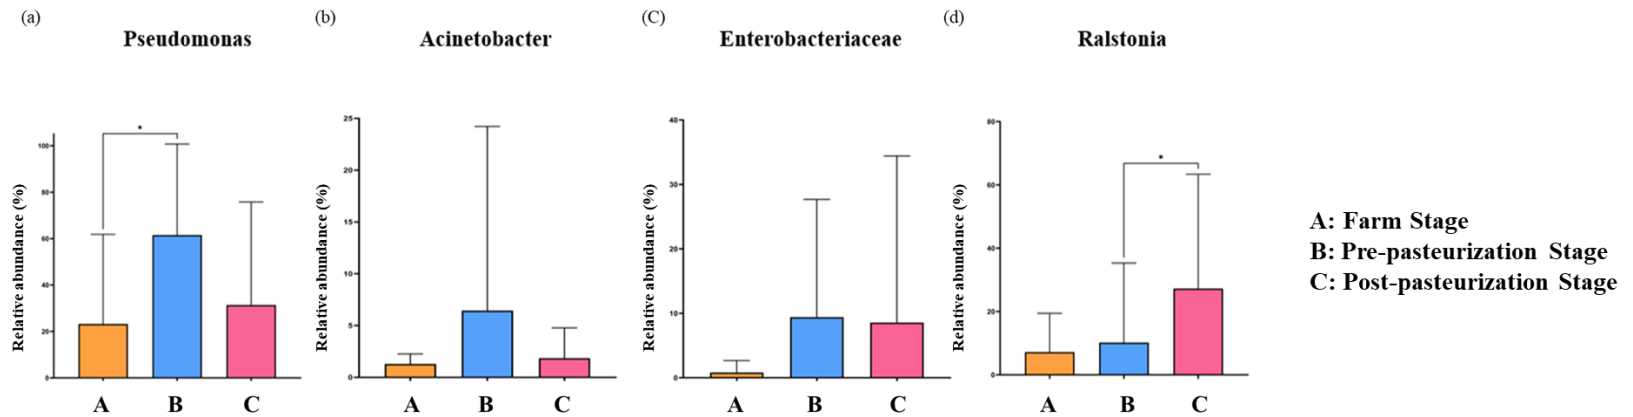 (a)
Pseudomonas
Relative abundance (%)
100
80
60
40
20
0
*
A B C
(b)
Acinetobacter
Relative abundance (%)
25
20
15
10
5
0
A B C
(C)
Enterobacteriaceae
Relative abundance (%)
40
30
20
10
0
A B C
(d)
Ralstonia
Relative abundance (%)
80
60
40
20
0
*
A B C
A: Farm Stage
B: Pre-pasteurization Stage
C: Post-pasteurization Stage